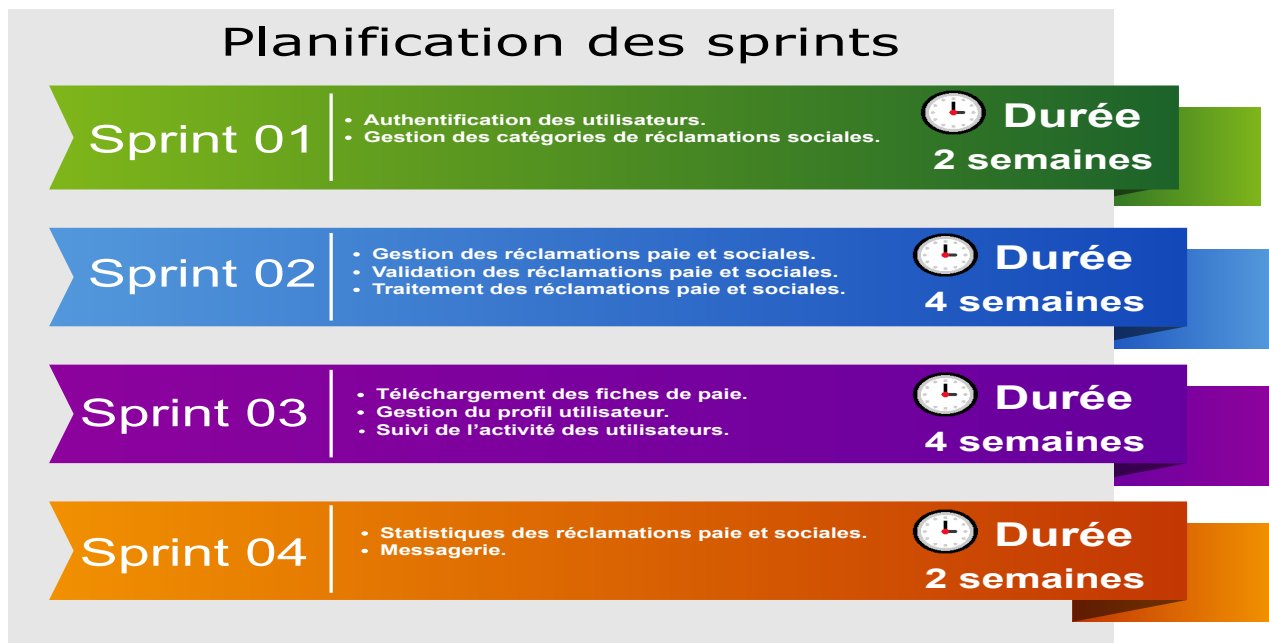 Planification des sprints
Sprint 01
• Authentification des utilisateurs.
• Gestion des catégories de réclamations sociales.
Durée
2 semaines
Sprint 02
• Gestion des réclamations paie et sociales.
• Validation des réclamations paie et sociales.
• Traitement des réclamations paie et sociales.
Durée
4 semaines
Sprint 03
• Téléchargement des fiches de paie.
• Gestion du profil utilisateur.
• Suivi de l’activité des utilisateurs.
Durée
4 semaines
Sprint 04
• Statistiques des réclamations paie et sociales.
• Messagerie.
Durée
2 semaines